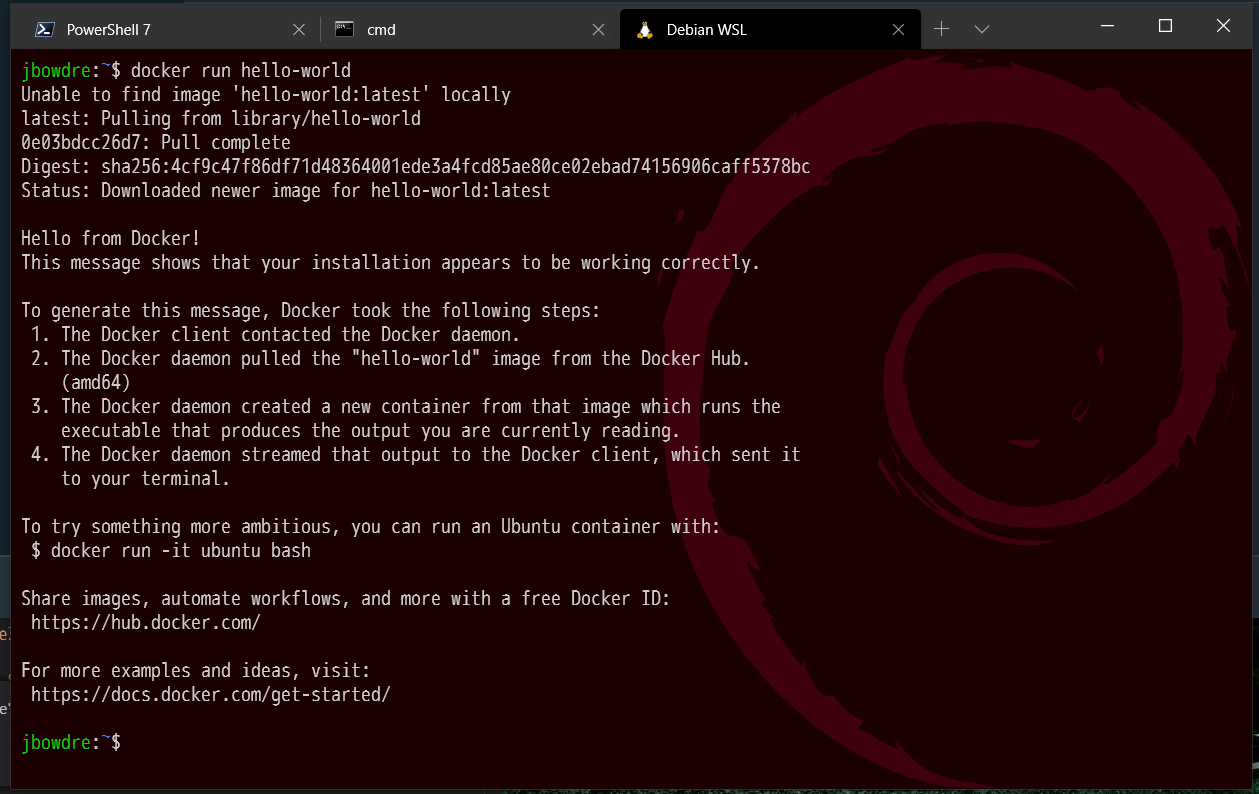 PowerShell 7
cmd
Debian WSL
jbowdre:~$ docker run hello-world
Unable to find image 'hello-world:latest' locally
latest: Pulling from library/hello-world
0e03bdcc26d7: Pull complete
Digest: sha256:4cf9c47f86df71d48364001ede3a4fcd85ae80ce02ebad74156906caff5378bc
Status: Downloaded newer image for hello-world:latest
Hello from Docker!
This message shows that your installation appears to be working correctly.
To generate this message, Docker took the following steps:
1. The Docker client contacted the Docker daemon.
2. The Docker daemon pulled the "hello-world" image from the Docker Hub.
(amd64)
3. The Docker daemon created a new container from that image which runs the
executable that produces the output you are currently reading.
4. The Docker daemon streamed that output to the Docker client, which sent it
to your terminal.
To try something more ambitious, you can run an Ubuntu container with:
$ docker run -it ubuntu bash
Share images, automate workflows, and more with a free Docker ID:
https://hub.docker.com/
For more examples and ideas, visit:
https://docs.docker.com/get-started/
jbowdre:~$